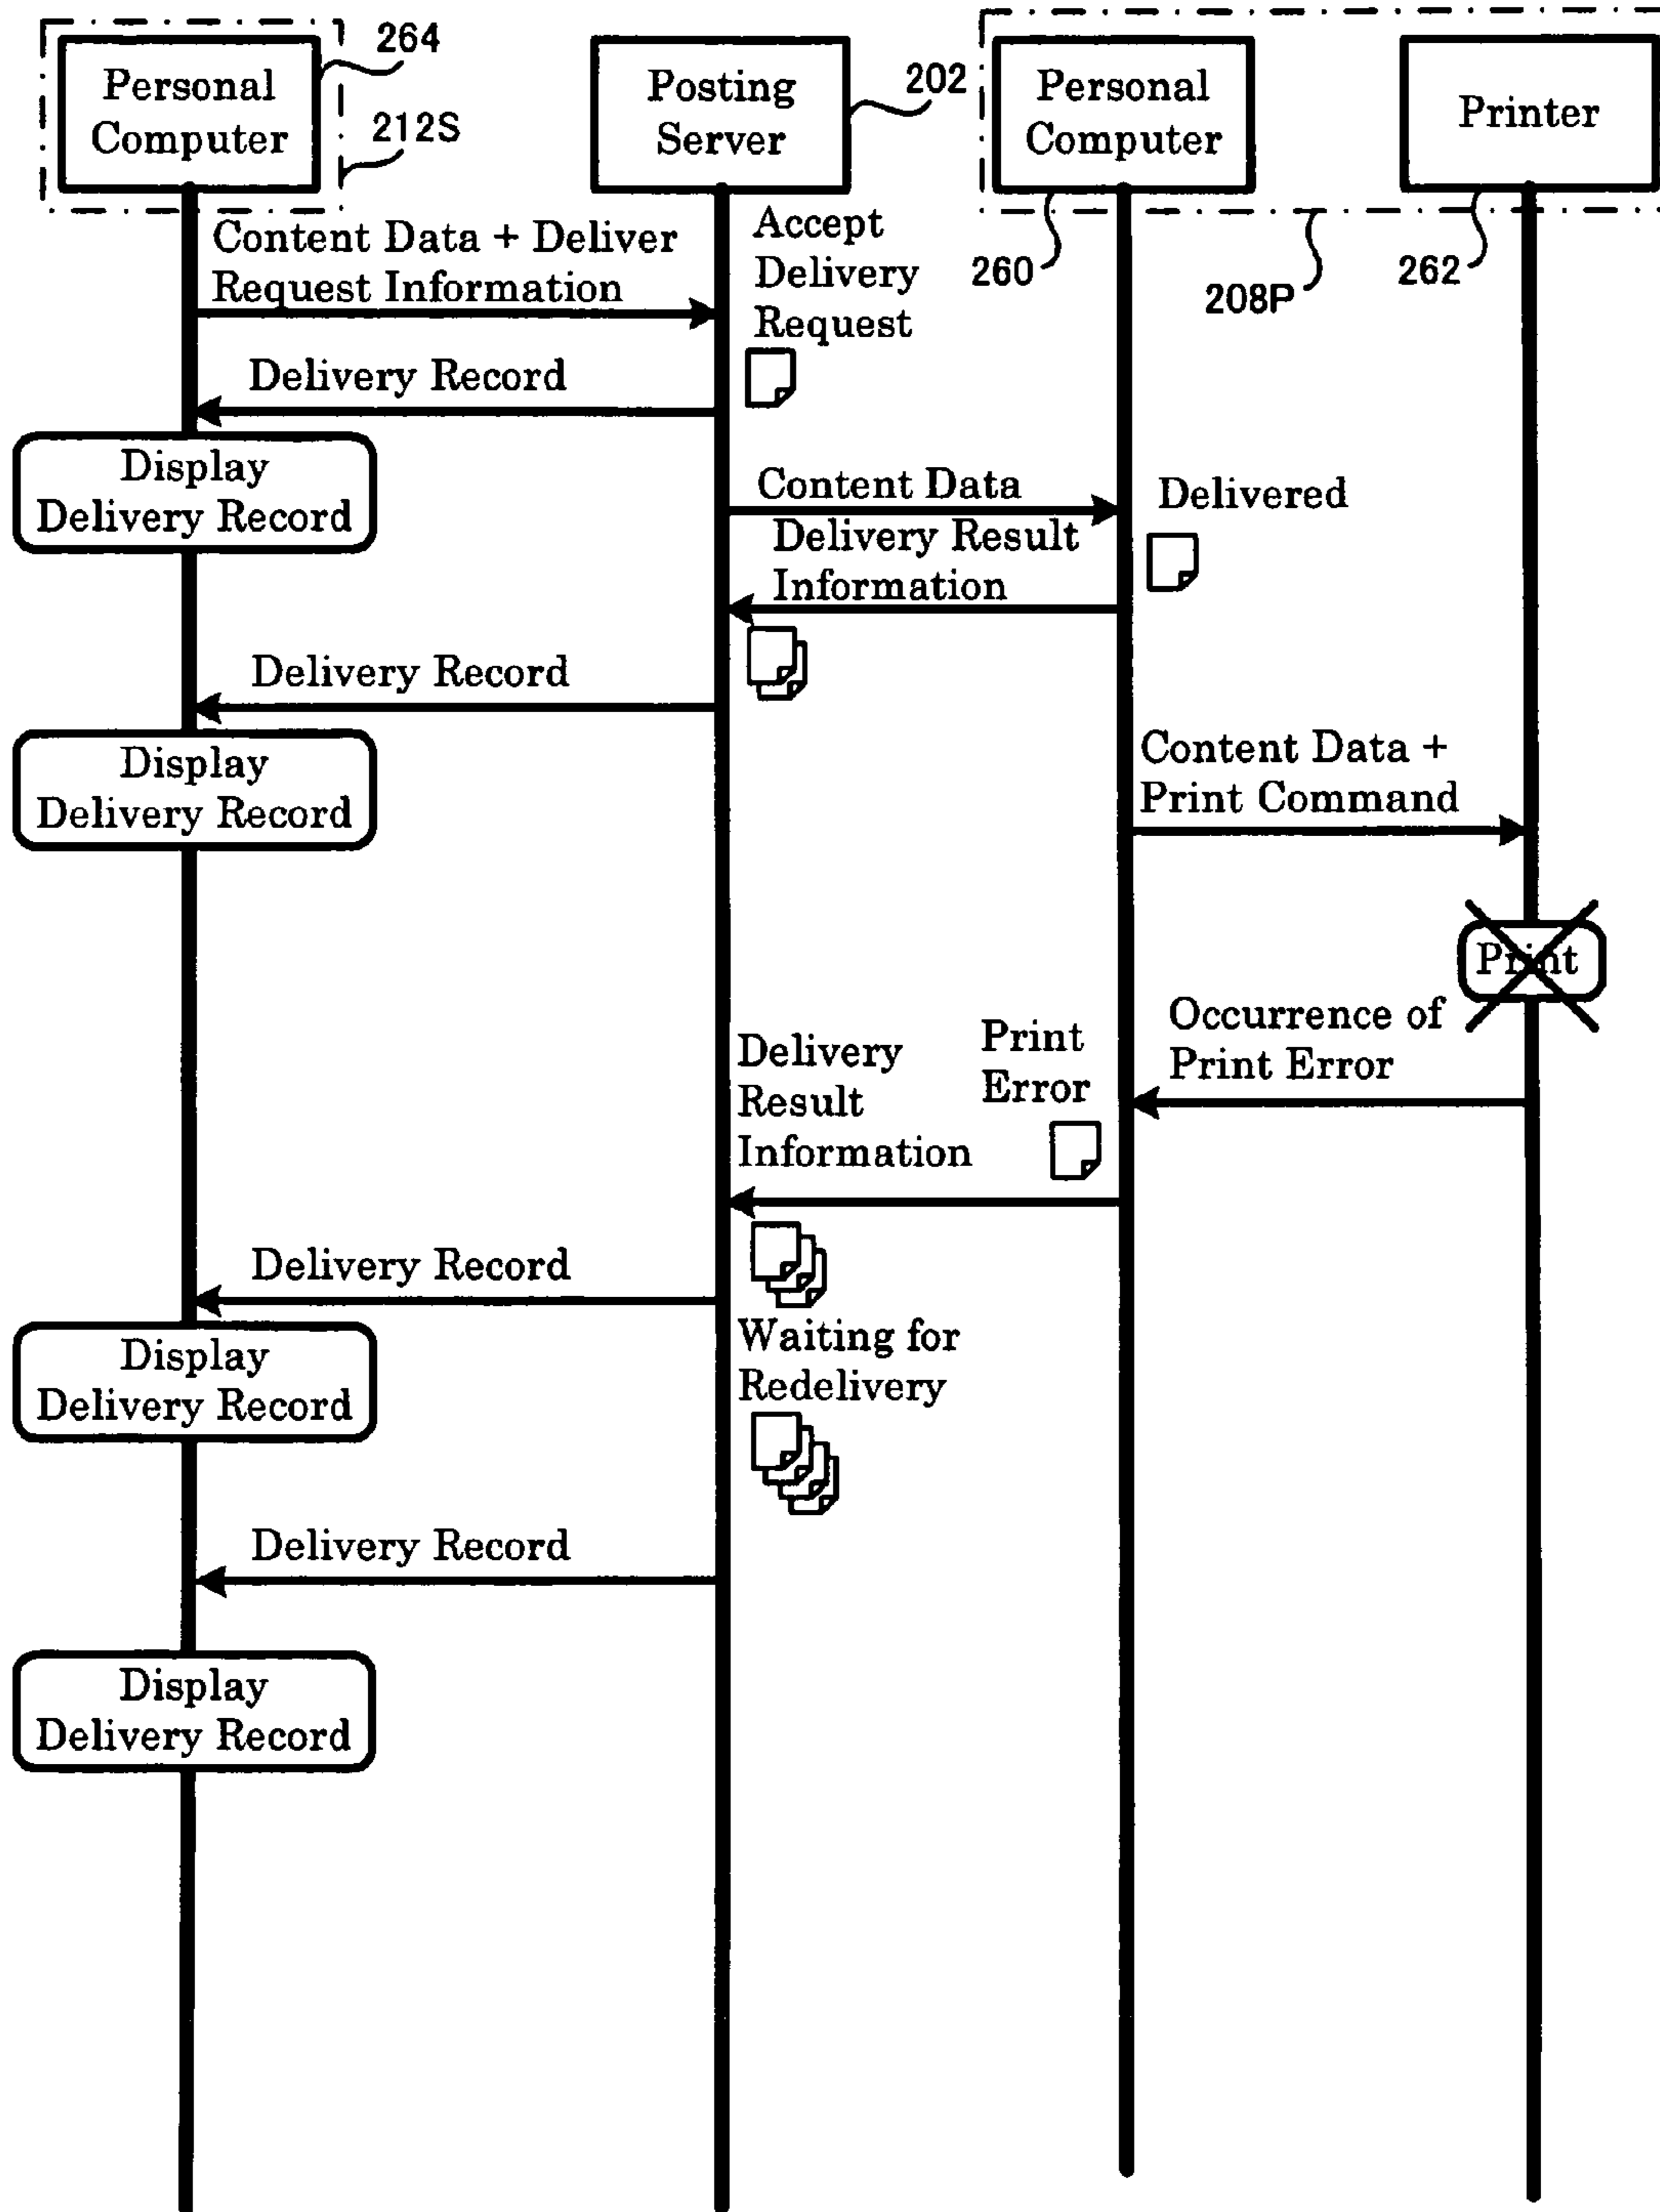 264
Personal
Computer
212S
Posting
Server
202
Personal
Computer
Printer
260
208P
262
Content Data + Deliver
Request Information
Accept
Delivery
Request
Delivery Record
Display
Delivery Record
Content Data
Delivered
Delivery Result
Information
Delivery Record
Display
Delivery Record
Content Data +
Print Command
Print
Occurrence of
Print Error
Print
Error
Delivery
Result
Information
Delivery Record
Display
Delivery Record
Waiting for
Redelivery
Delivery Record
Display
Delivery Record